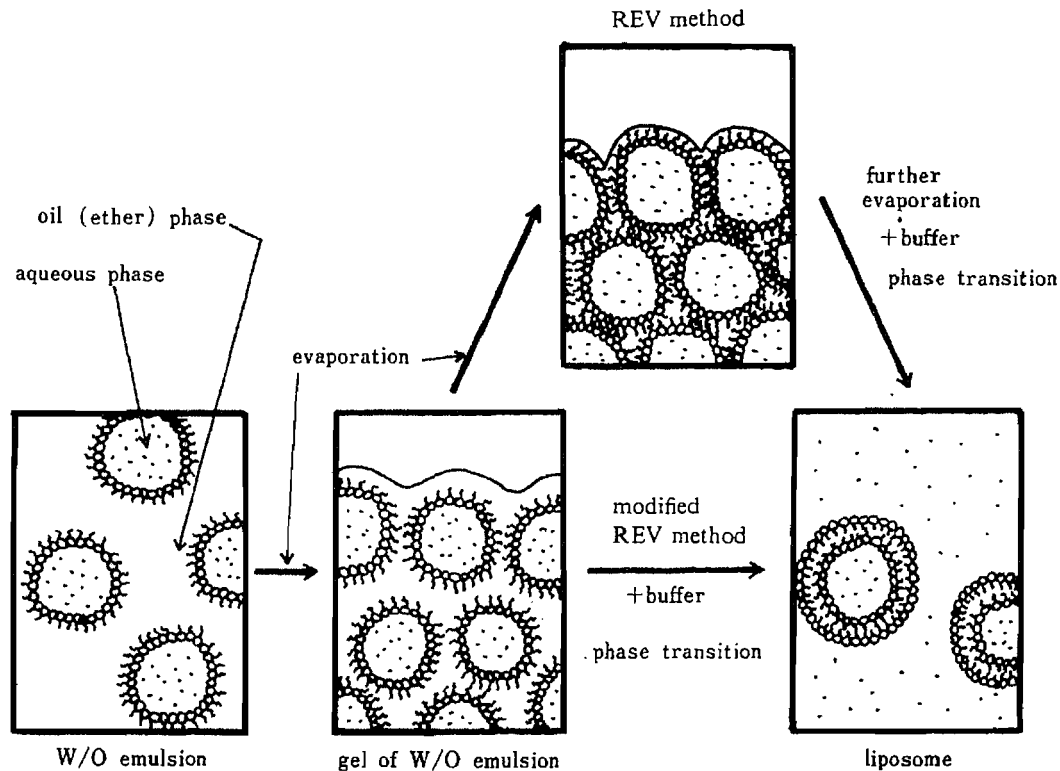 REV method
oil (ether) phase
aqueous phase
evaporation
further
evaporation
+buffer
phase transition
modified
REV method
+buffer
phase transition
W/O emulsion
gel of W/O emulsion
liposome